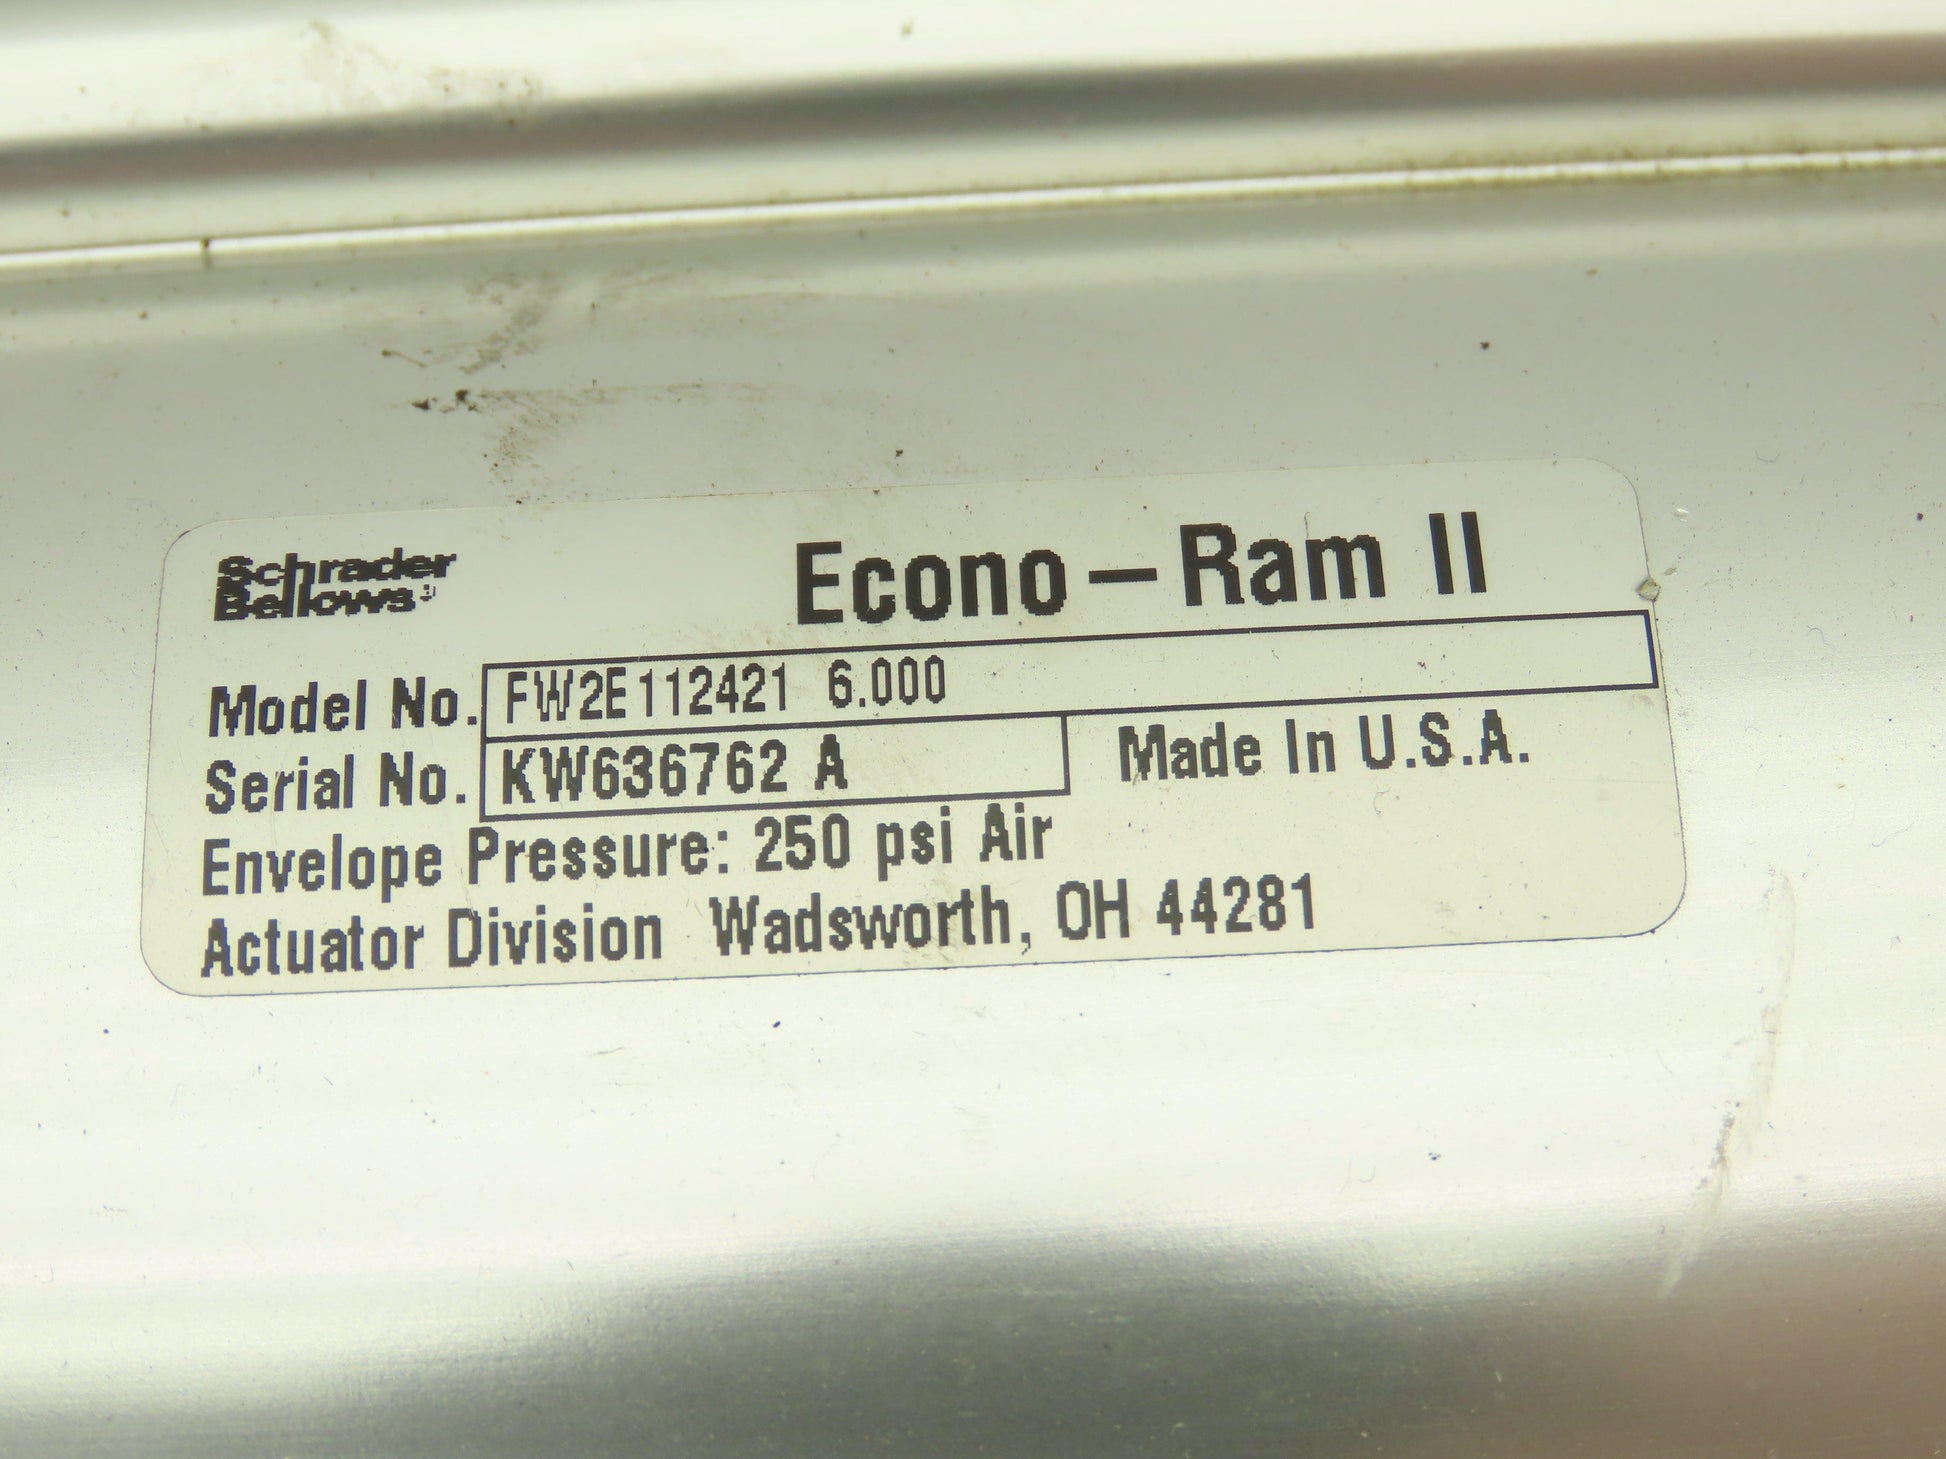 Schrader
Bellows
Econo-Ram II
Model No. FW2E112421 6.000
Serial No. KW636762 A
Made In U.S.A.
Envelope Pressure: 250 psi Air
Actuator Division Wadsworth, OH 44281